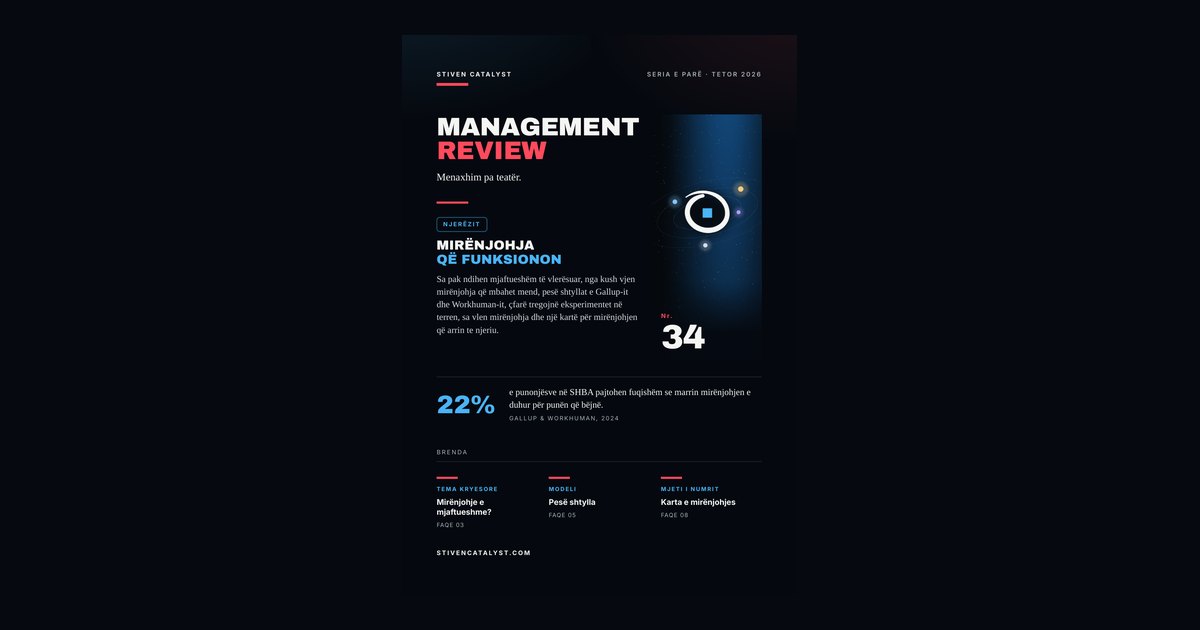 STIVEN CATALYST
SERIA E PARË · TETOR 2026
MANAGEMENT
REVIEW
Menaxhim pa teatër.
NJERËZIT
MIRËNJOHJA
QË FUNKSIONON
Sa pak ndihen mjaftueshëm të vlerësuar, nga kush vjen
mirënjohja që mbahet mend, pesë shtyllat e Gallup-it
dhe Workhuman-it, çfarë tregojnë eksperimentet në
terren, sa vlen mirënjohja dhe një kartë për mirënjohjen
që arrin te njeriu.
Nr.
34
22%
e punonjësve në SHBA pajtohen fuqishëm se marrin mirënjohjen e
duhur për punën që bëjnë.
GALLUP & WORKHUMAN, 2024
BRENDA
TEMA KRYESORE
Mirënjohje e
mjaftueshme?
FAQE 03
MODELI
Pesë shtylla
FAQE 05
MJETI I NUMRIT
Karta e mirënjohjes
FAQE 08
STIVENCATALYST.COM